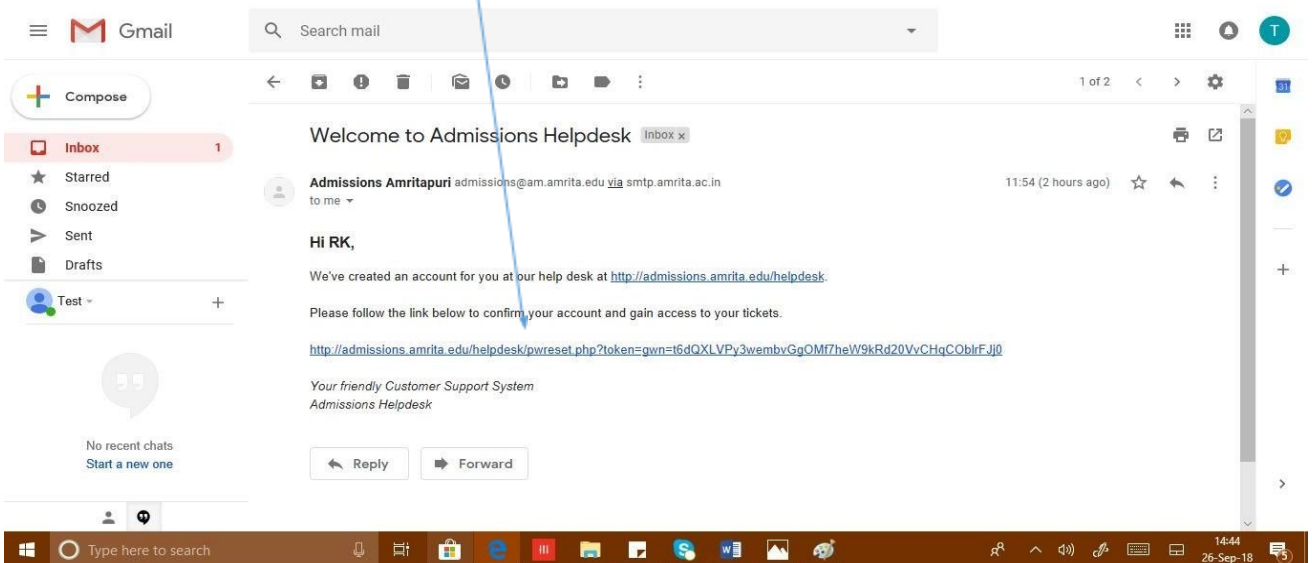 Gmail
Search mail
T
Compose
1 of 2
31
Inbox 1
Starred
Snoozed
Sent
Drafts
Test
No recent chats
Start a new one
Welcome to Admissions Helpdesk Inbox x
Admissions Amritapuri admissions@am.amrita.edu via smtp.amrita.ac.in 11:54 (2 hours ago)
to me
Hi RK,
We've created an account for you at our help desk at http://admissions.amrita.edu/helpdesk.
Please follow the link below to confirm your account and gain access to your tickets.
http://admissions.amrita.edu/helpdesk/pwreset.php?token=gwn=t6dQXLVPy3wembvGgOMf7heW9kRd20VvCHqCOblrFJj0
Your friendly Customer Support System
Admissions Helpdesk
Reply Forward
Type here to search
14:44
26-Sep-18
5